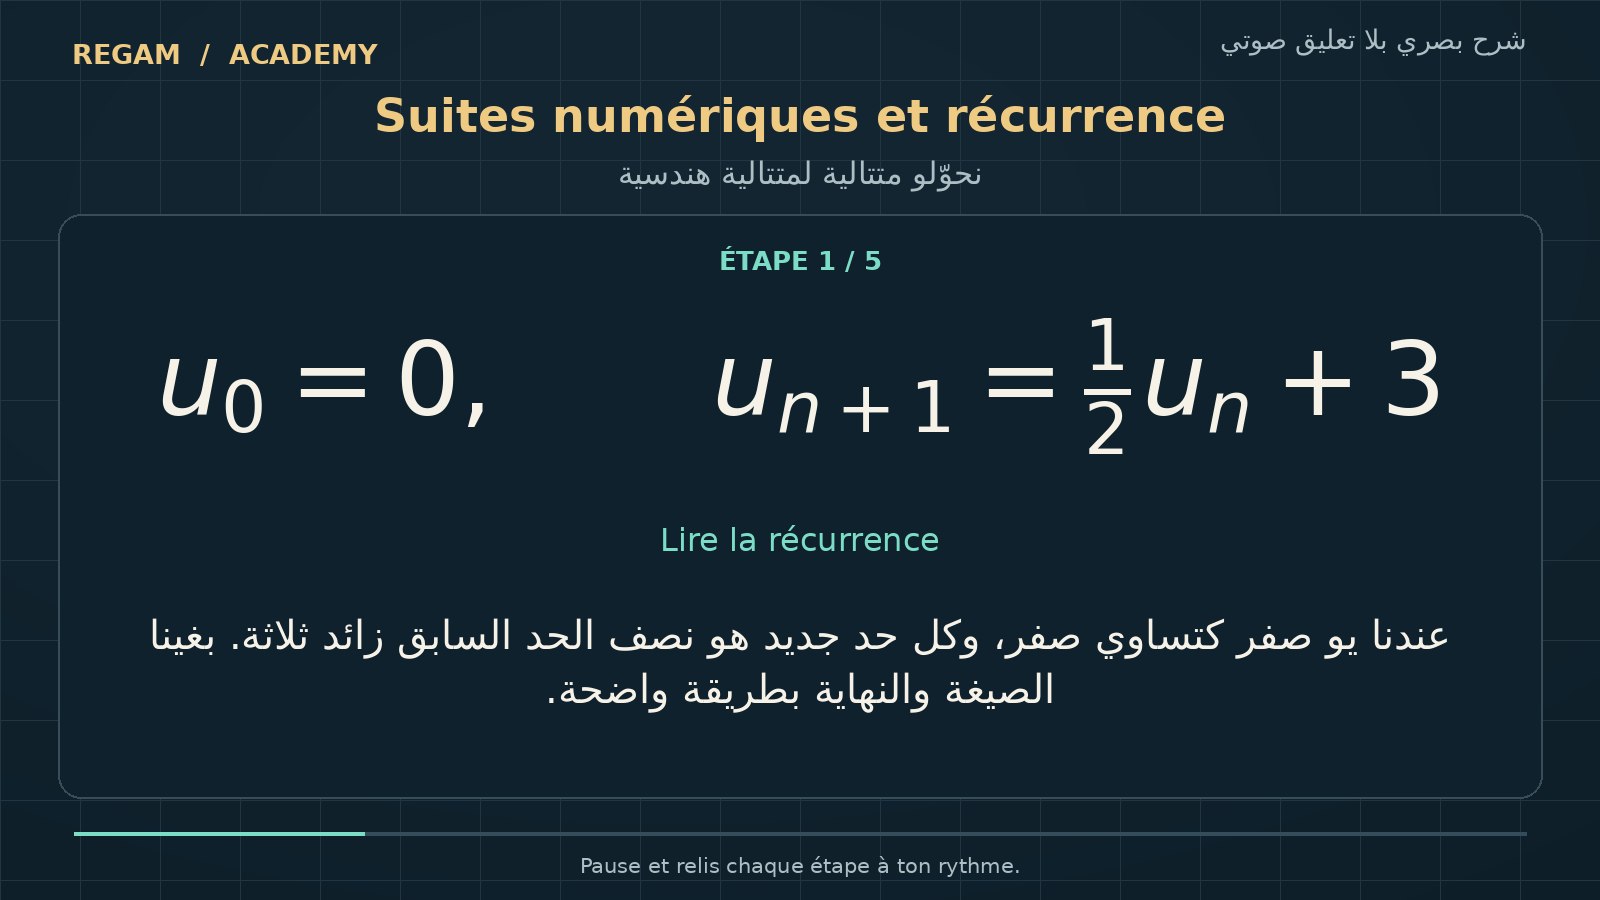 REGAM / ACADEMY
شرح بصري بلا تعليق صوتي
Suites numériques et récurrence
نحوّلو متتالية لمتتالية هندسية
ÉTAPE 1 / 5
u₀ = 0, uₙ₊₁ = ½uₙ + 3
Lire la récurrence
عندنا يو صفر كتساوي صفر، وكل حد جديد هو نصف الحد السابق زائد ثلاثة. بغينا
الصيغة والنهاية بطريقة واضحة.
Pause et relis chaque étape à ton rythme.